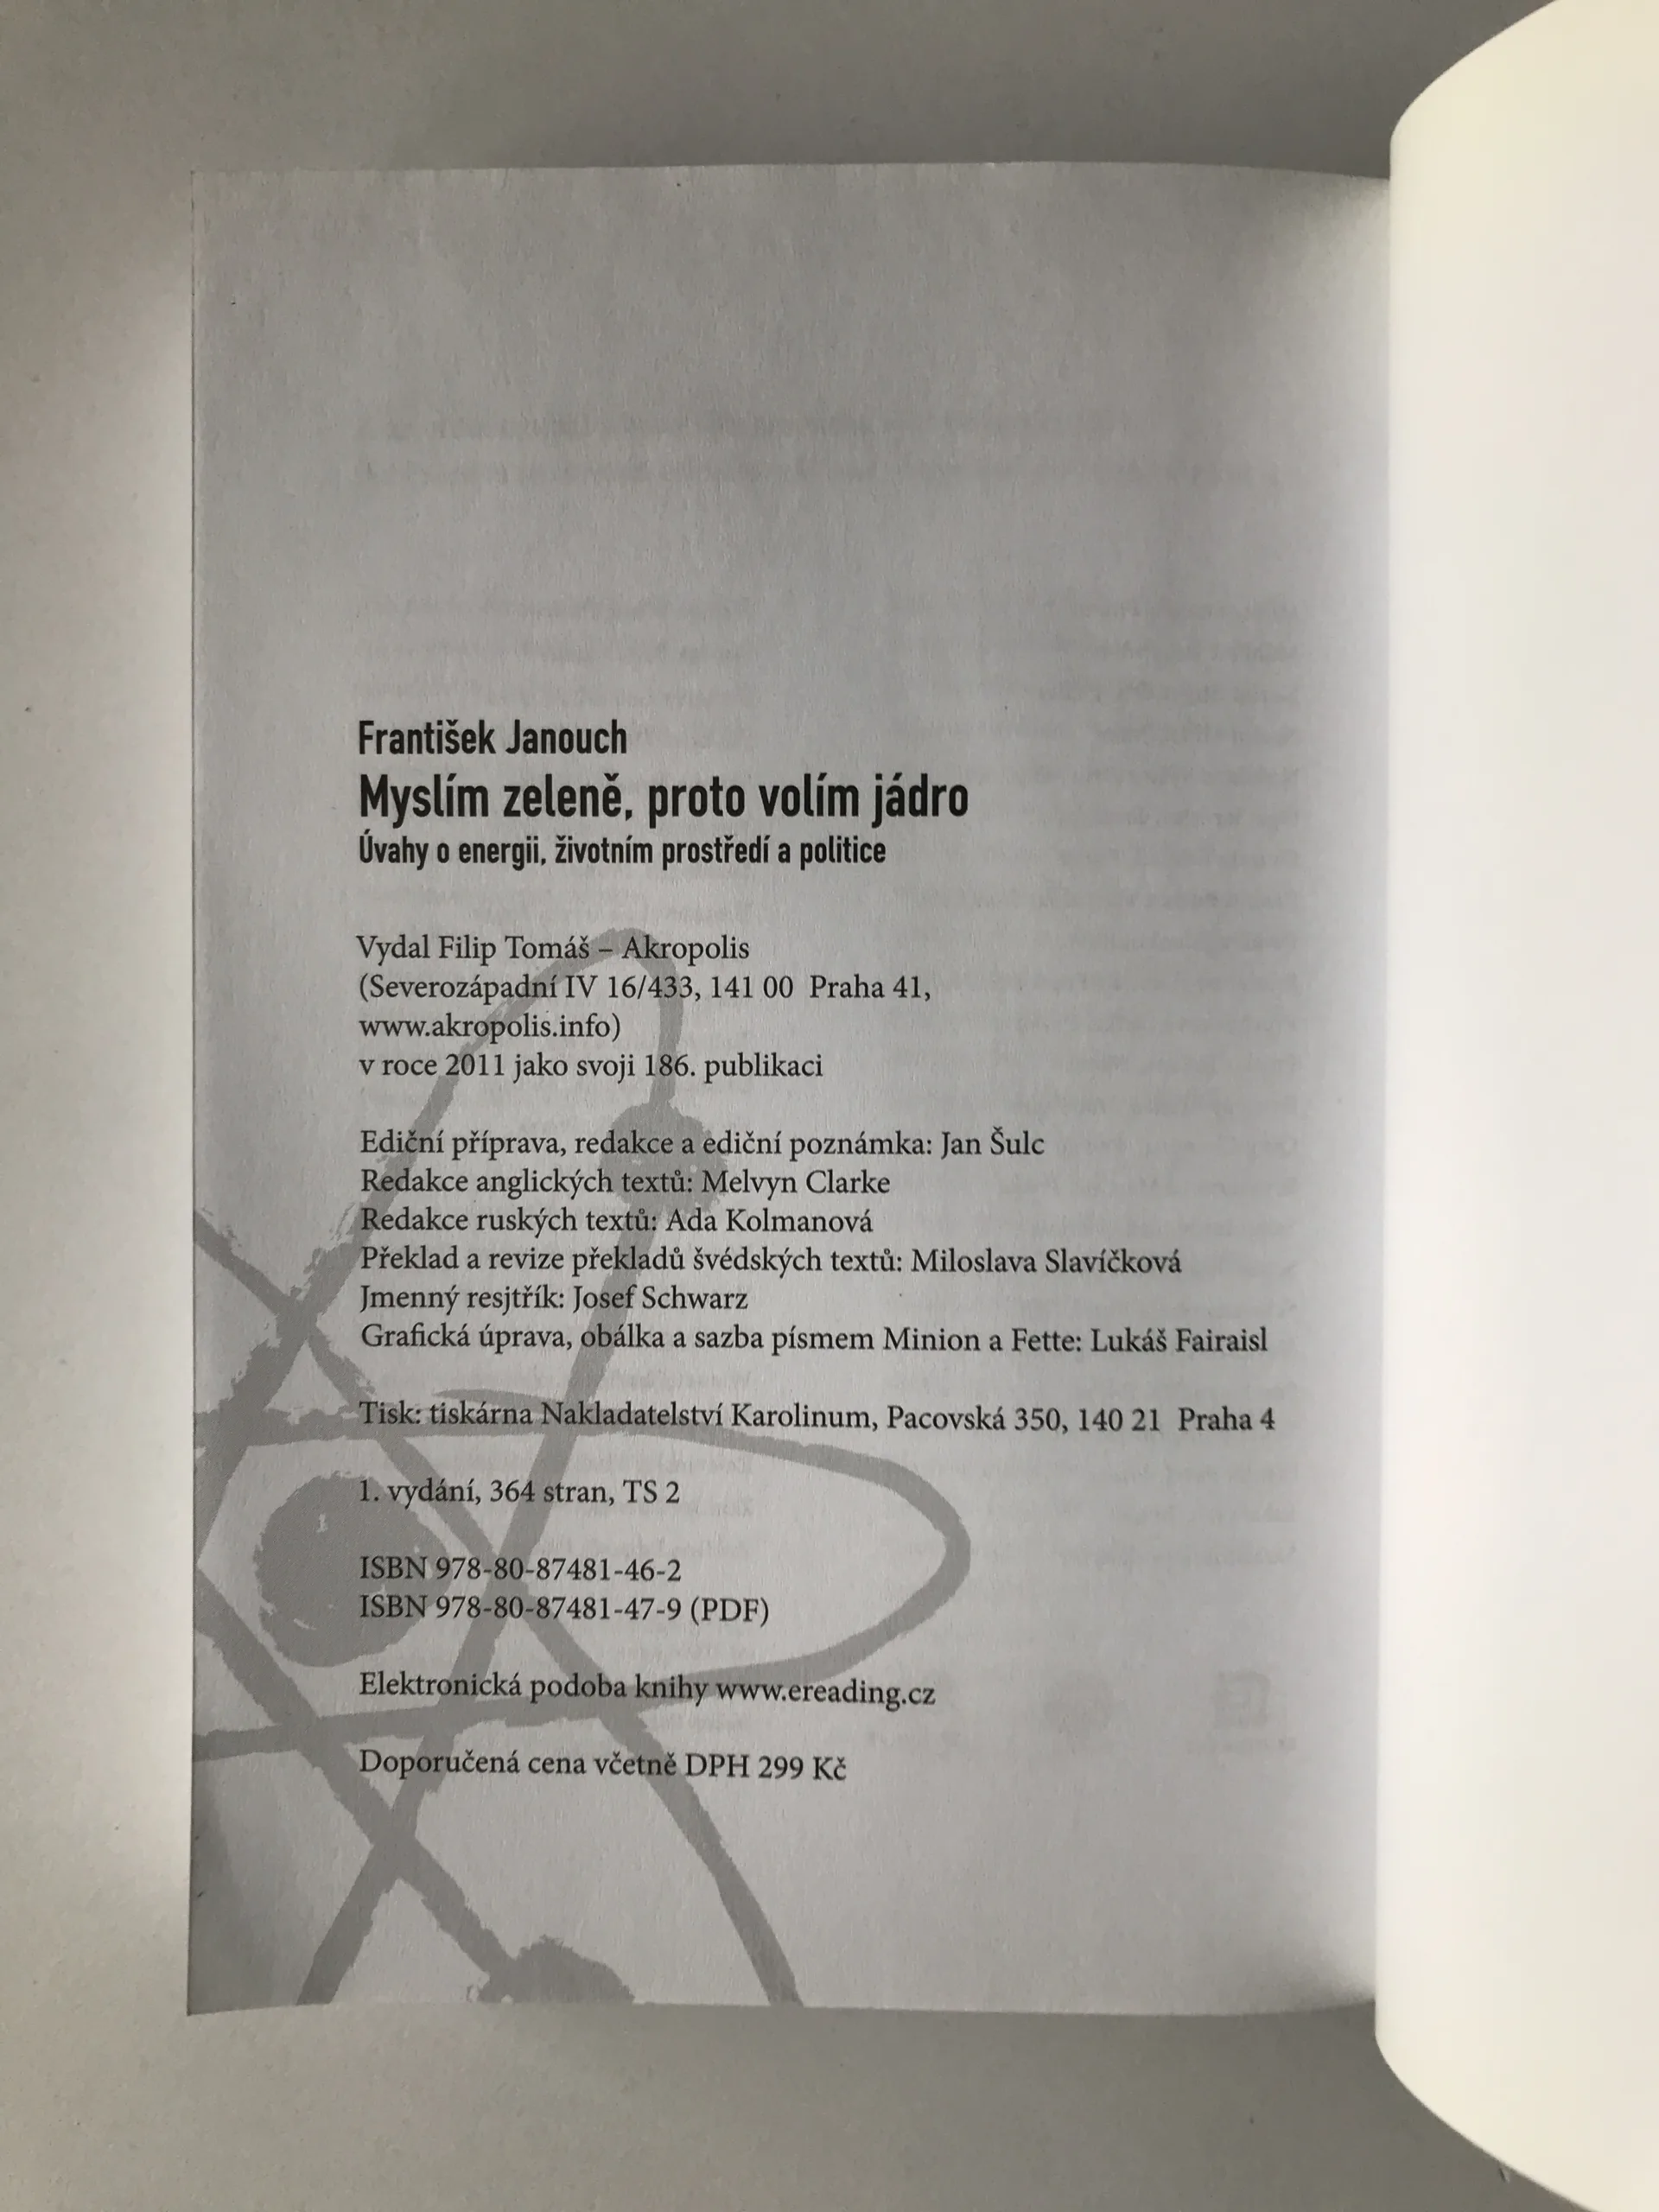 František Janouch
Myslím zeleně, proto volím jádro
Úvahy o energii, životním prostředí a politice
Vydal Filip Tomáš – Akropolis
(Severozápadní IV 16/433, 141 00 Praha 41,
www.akropolis.info)
v roce 2011 jako svoji 186. publikaci
Ediční příprava, redakce a ediční poznámka: Jan Šulc
Redakce anglických textů: Melvyn Clarke
Redakce ruských textů: Ada Kolmanová
Překlad a revize překladů švédských textů: Miloslava Slavíčková
Jmenný resjtřík: Josef Schwarz
Grafická úprava, obálka a sazba písmem Minion a Fette: Lukáš Fairaisl
Tisk: tiskárna Nakladatelství Karolinum, Pacovská 350, 140 21 Praha 4
1. vydání, 364 stran, TS 2
ISBN 978-80-87481-46-2
ISBN 978-80-87481-47-9 (PDF)
Elektronická podoba knihy www.ereading.cz
Doporučená cena včetně DPH 299 Kč